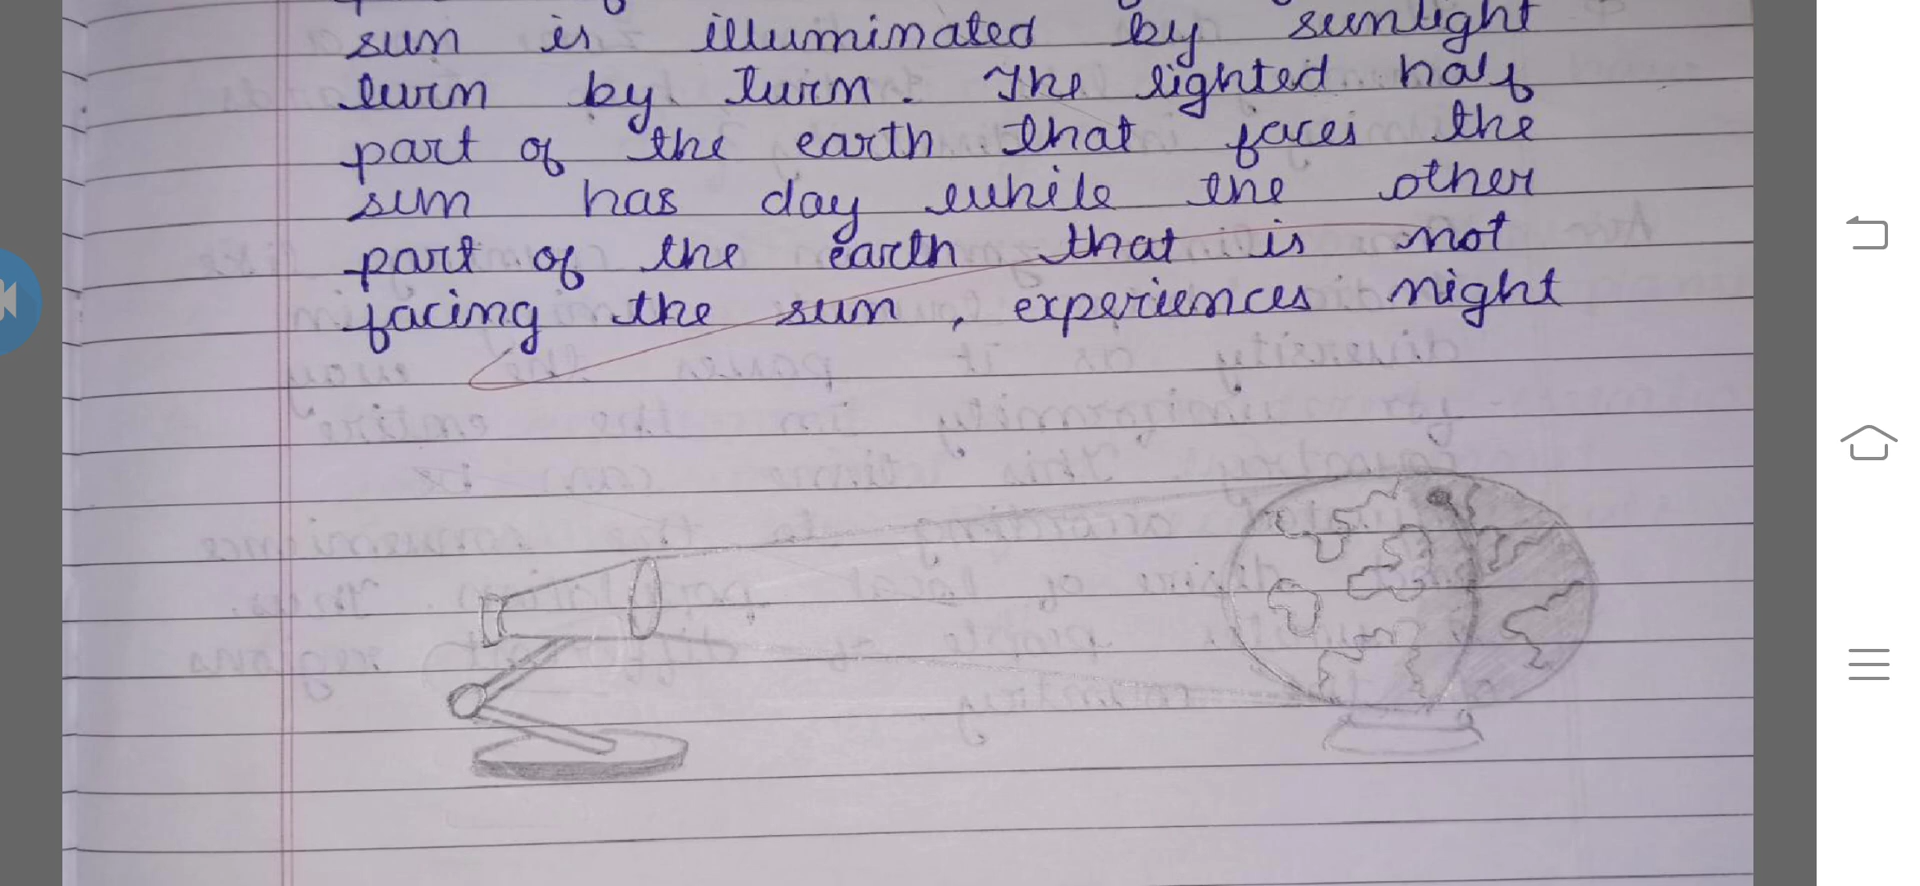 sun is illuminated by sunlight
turn by turn. The lighted half
part of the earth that faces the
sun has day while the other
part of the earth that is not
facing the sun, experiences night